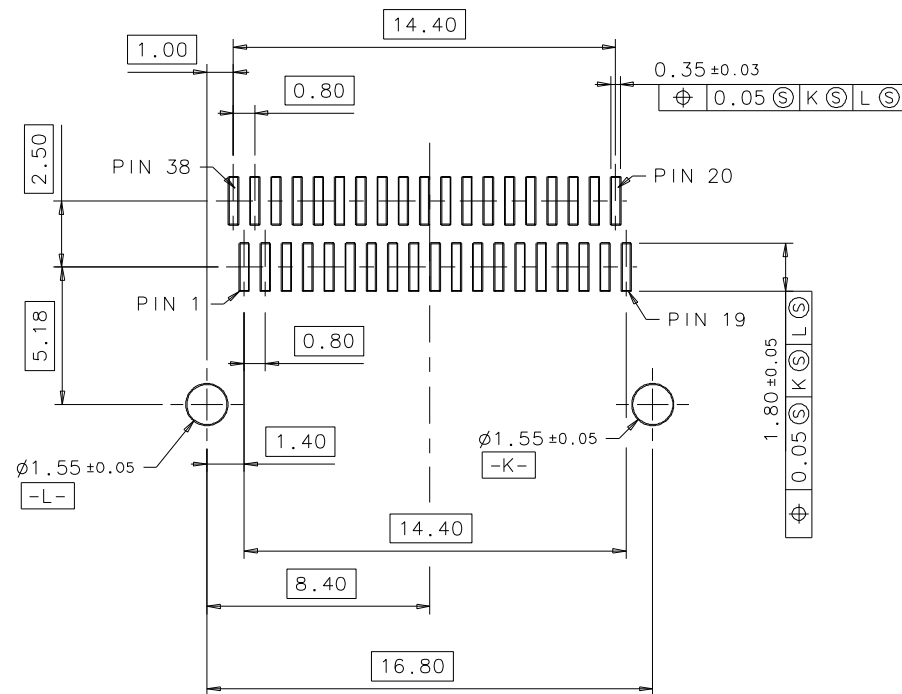 14.40
1.00
0.35 ±0.03
0.80
⌖ 0.05 Ⓢ K Ⓢ L Ⓢ
2.50
PIN 38
PIN 20
PIN 1
PIN 19
5.18
0.80
1.80 ±0.05
⌖ 0.05 Ⓢ K Ⓢ L Ⓢ
1.40
Ø1.55 ±0.05
-K-
Ø1.55 ±0.05
-L-
14.40
8.40
16.80